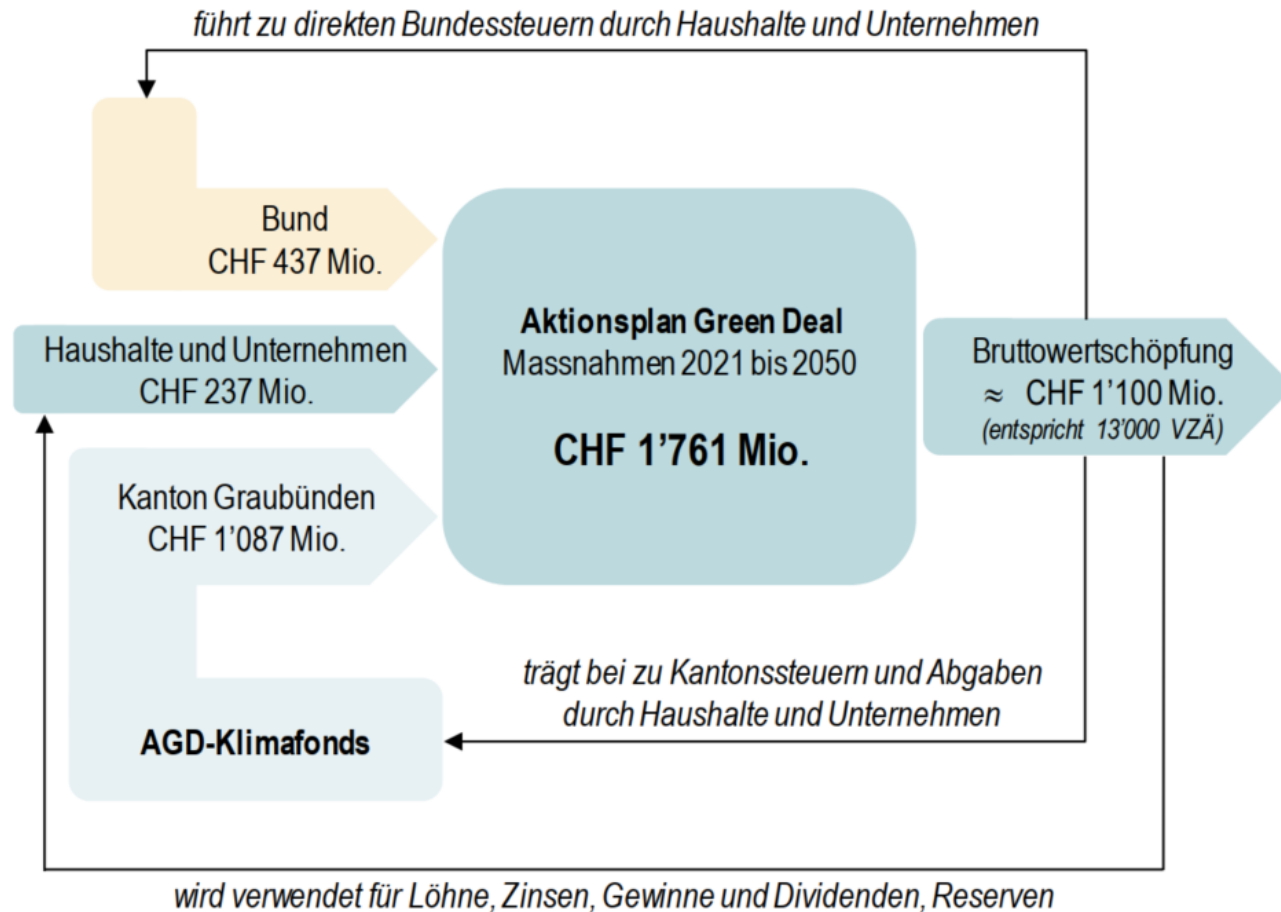 führt zu direkten Bundessteuern durch Haushalte und Unternehmen
Bund
CHF 437 Mio.
Haushalte und Unternehmen
CHF 237 Mio.
Kanton Graubünden
CHF 1’087 Mio.
AGD-Klimafonds
Aktionsplan Green Deal
Massnahmen 2021 bis 2050
CHF 1’761 Mio.
Bruttowertschöpfung
≈ CHF 1’100 Mio.
(entspricht 13’000 VZÄ)
trägt bei zu Kantonssteuern und Abgaben
durch Haushalte und Unternehmen
wird verwendet für Löhne, Zinsen, Gewinne und Dividenden, Reserven